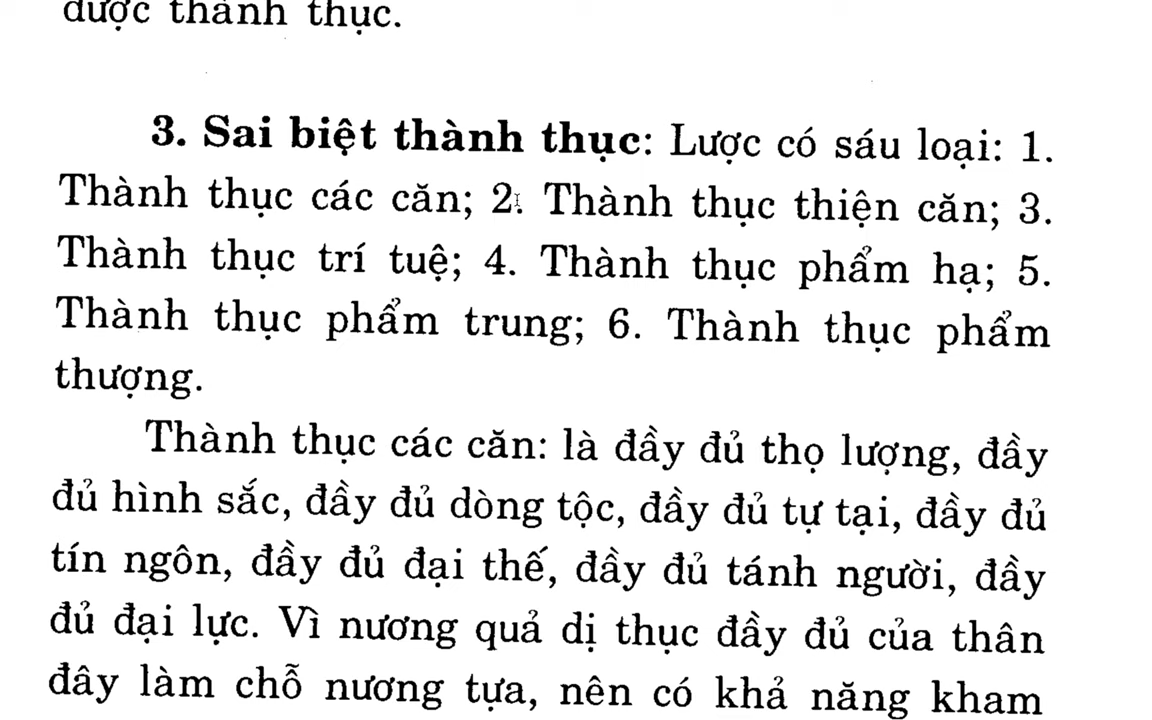 được thành thục.
3. Sai biệt thành thục: Lược có sáu loại: 1.
Thành thục các căn; 2. Thành thục thiện căn; 3.
Thành thục trí tuệ; 4. Thành thục phẩm hạ; 5.
Thành thục phẩm trung; 6. Thành thục phẩm
thượng.
Thành thục các căn: là đầy đủ thọ lượng, đầy
đủ hình sắc, đầy đủ dòng tộc, đầy đủ tự tại, đầy đủ
tín ngôn, đầy đủ đại thế, đầy đủ tánh người, đầy
đủ đại lực. Vì nương quả dị thục đầy đủ của thân
đây làm chỗ nương tựa, nên có khả năng kham